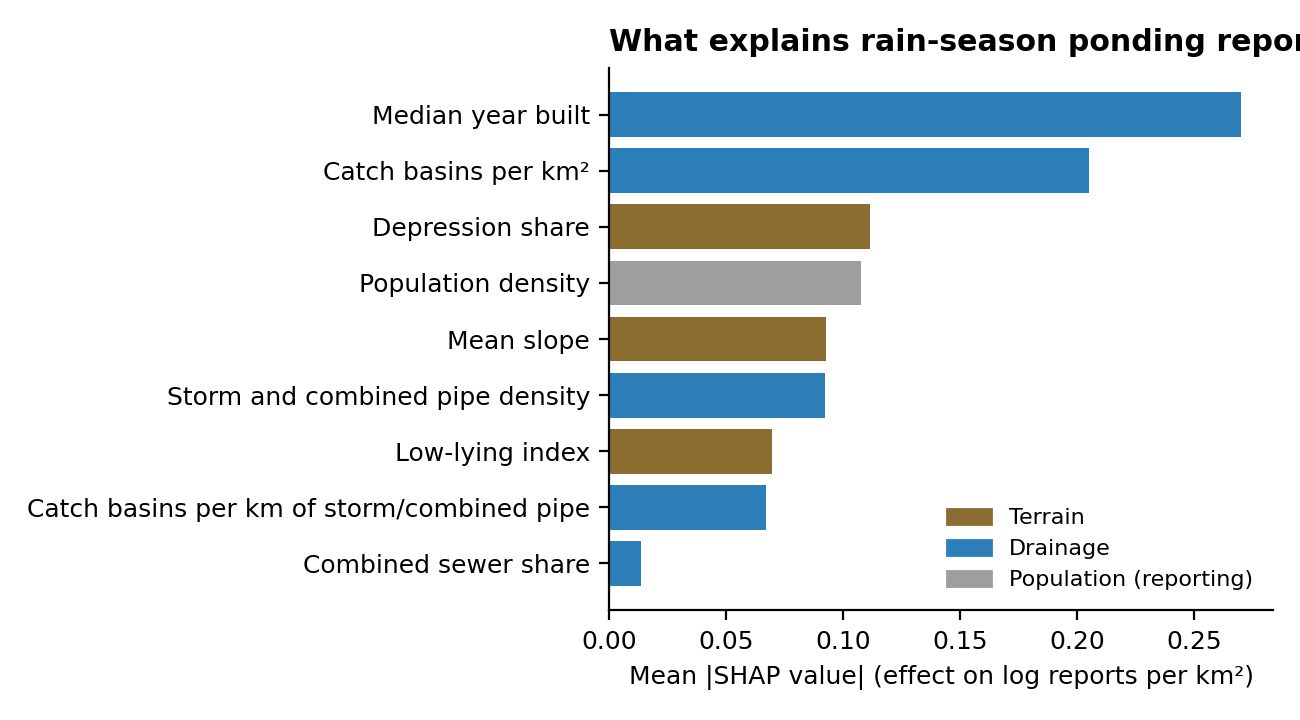 What explains rain-season ponding repor
Median year built
Catch basins per km²
Depression share
Population density
Mean slope
Storm and combined pipe density
Low-lying index
Catch basins per km of storm/combined pipe
Combined sewer share
Terrain
Drainage
Population (reporting)
0.00 0.05 0.10 0.15 0.20 0.25
Mean |SHAP value| (effect on log reports per km²)